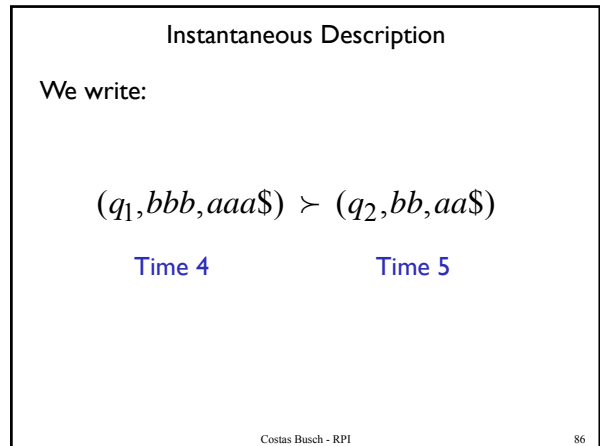 Instantaneous Description
We write:
(q₁,bbb,aaa$) ≻ (q₂,bb,aa$)
Time 4 Time 5
Costas Busch - RPI 86